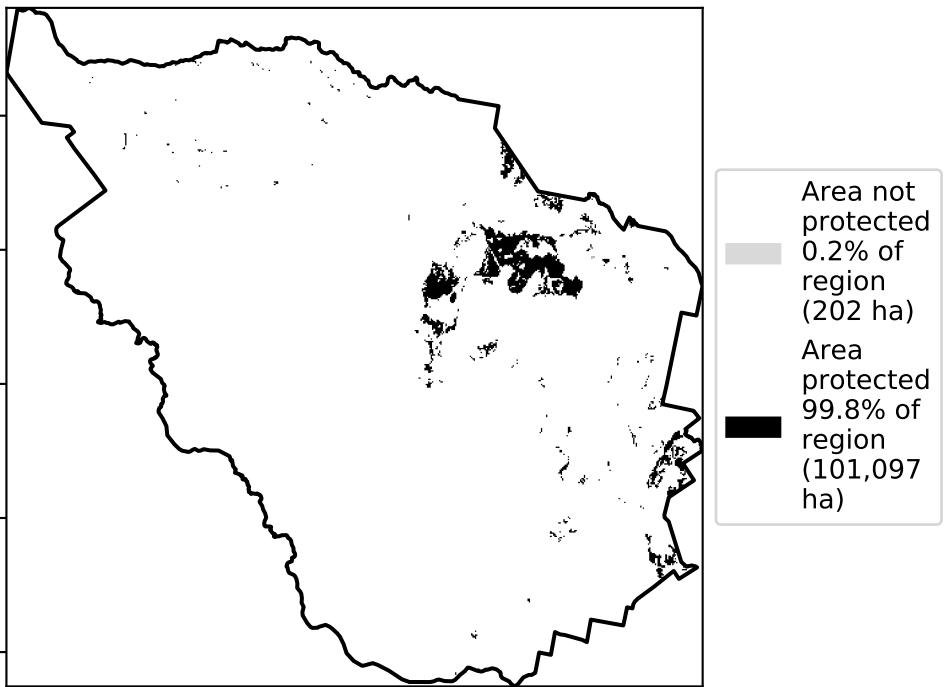 Area not
protected
0.2% of
region
(202 ha)
Area
protected
99.8% of
region
(101,097
ha)